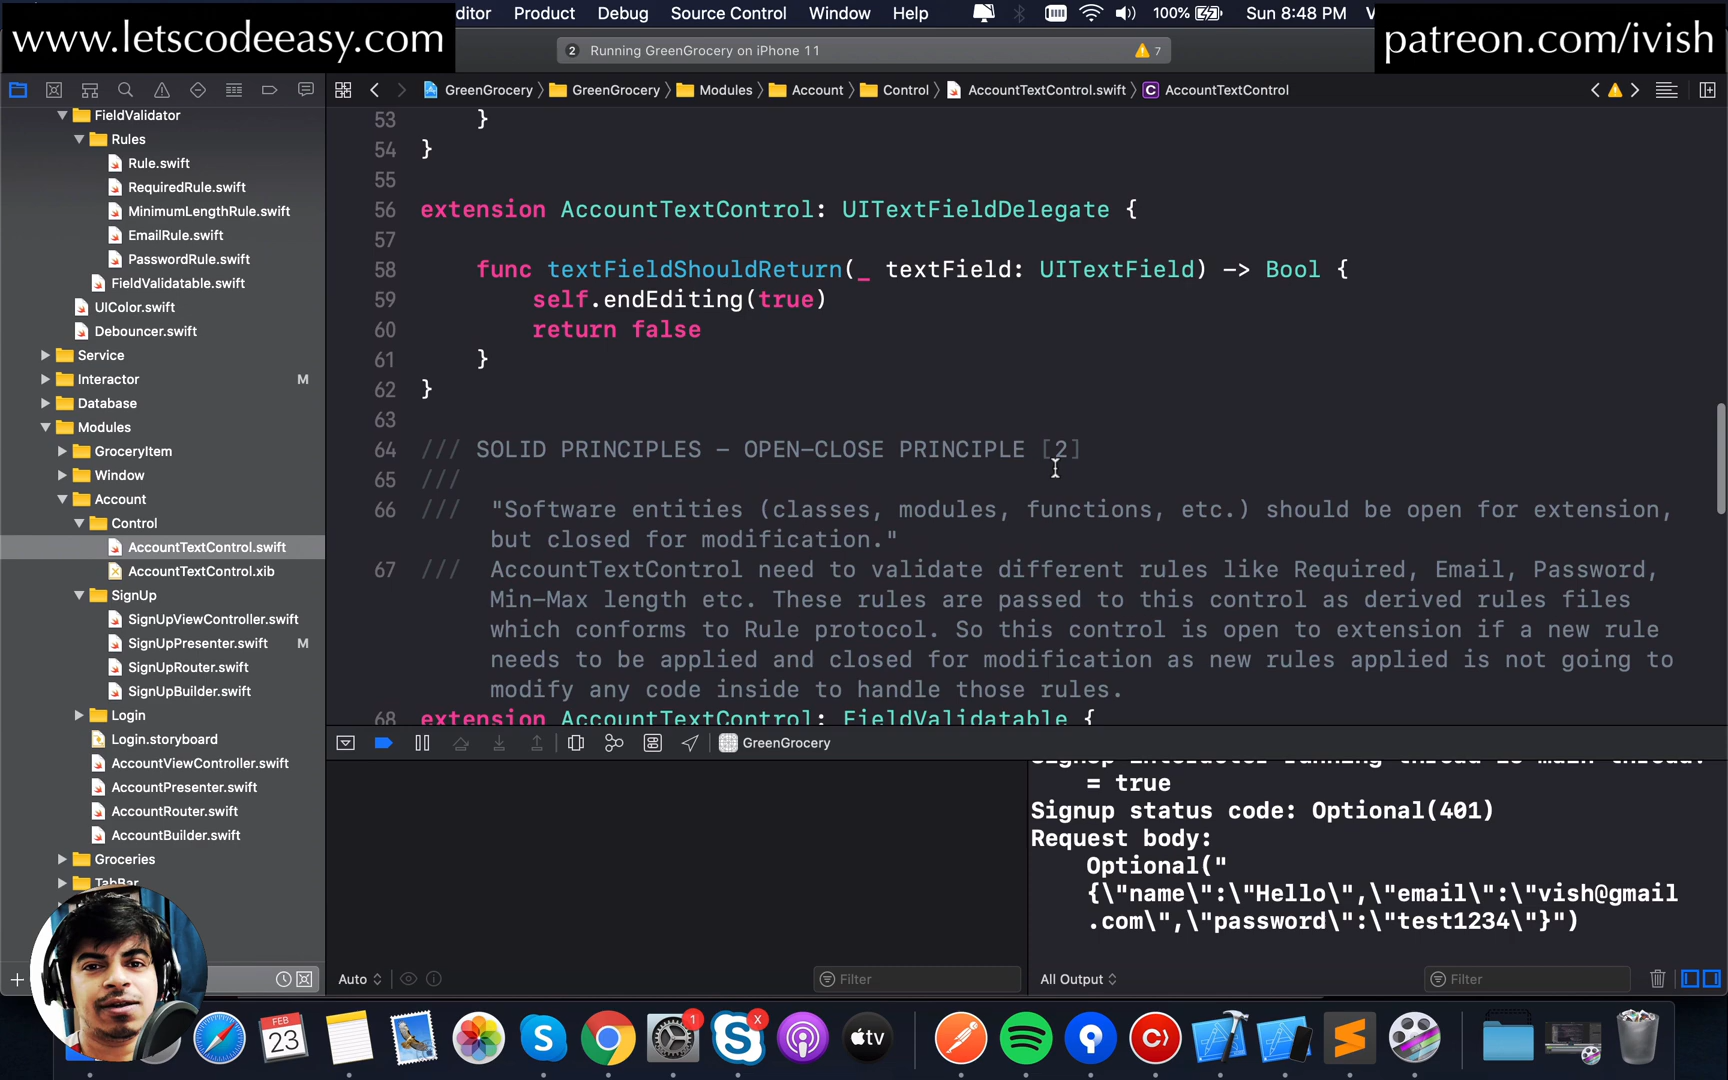 ditor Product Debug Source Control Window Help 100% Sun 8:48 PM
www.letscodeeasy.com
patreon.com/ivish
2 Running GreenGrocery on iPhone 11 7
GreenGrocery GreenGrocery Modules Account Control AccountTextControl.swift C AccountTextControl
FieldValidator
Rules
Rule.swift
RequiredRule.swift
MinimumLengthRule.swift
EmailRule.swift
PasswordRule.swift
FieldValidatable.swift
UIColor.swift
Debouncer.swift
Service
Interactor M
Database
Modules
GroceryItem
Window
Account
Control
AccountTextControl.swift
AccountTextControl.xib
SignUp
SignUpViewController.swift
SignUpPresenter.swift M
SignUpRouter.swift
SignUpBuilder.swift
Login
Login.storyboard
AccountViewController.swift
AccountPresenter.swift
AccountRouter.swift
AccountBuilder.swift
Groceries
TabBar
53 }
54 }
55
56 extension AccountTextControl: UITextFieldDelegate {
57
58 func textFieldShouldReturn(_ textField: UITextField) -> Bool {
59 self.endEditing(true)
60 return false
61 }
62 }
63
64 /// SOLID PRINCIPLES - OPEN-CLOSE PRINCIPLE [2]
65 ///
66 /// "Software entities (classes, modules, functions, etc.) should be open for extension,
but closed for modification."
67 /// AccountTextControl need to validate different rules like Required, Email, Password,
Min-Max length etc. These rules are passed to this control as derived rules files
which conforms to Rule protocol. So this control is open to extension if a new rule
needs to be applied and closed for modification as new rules applied is not going to
modify any code inside to handle those rules.
68 extension AccountTextControl: FieldValidatable {
GreenGrocery
Signup interactor running thread is main thread:
= true
Signup status code: Optional(401)
Request body:
Optional("
{\"name\":\"Hello\",\"email\":\"vish@gmail
.com\",\"password\":\"test1234\"}")
Auto
Filter
All Output
Filter
FEB
23
1
X
tv